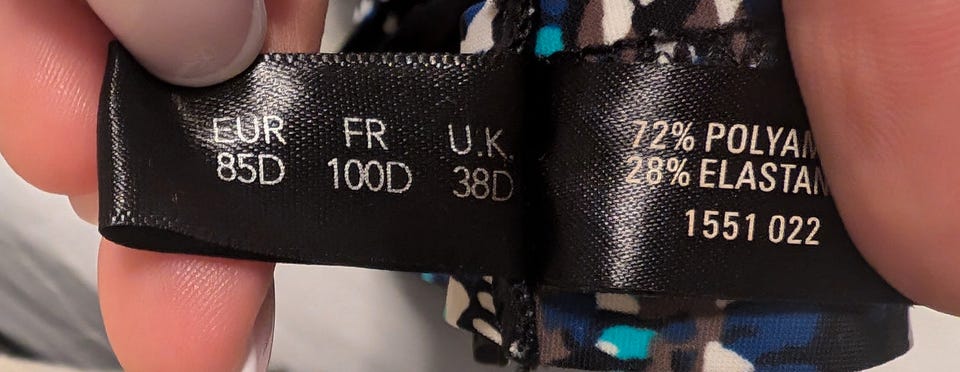 EUR FR U.K.
85D 100D 38D
72% POLYAM
28% ELASTAN
1551 022